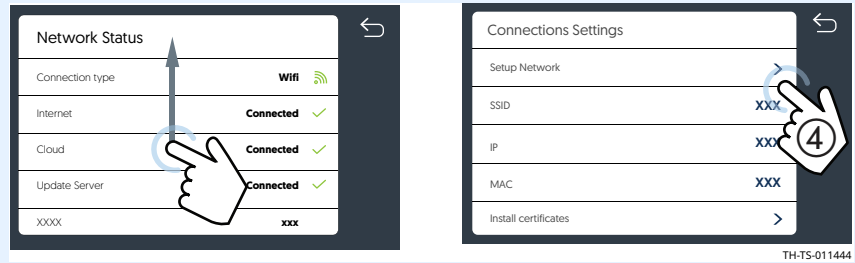 Network Status
Connection type Wifi
Internet Connected
Cloud Connected
Update Server Connected
XXXX xxx
Connections Settings
Setup Network
SSID XXX
IP XXX
4
MAC XXX
Install certificates
TH-TS-011444